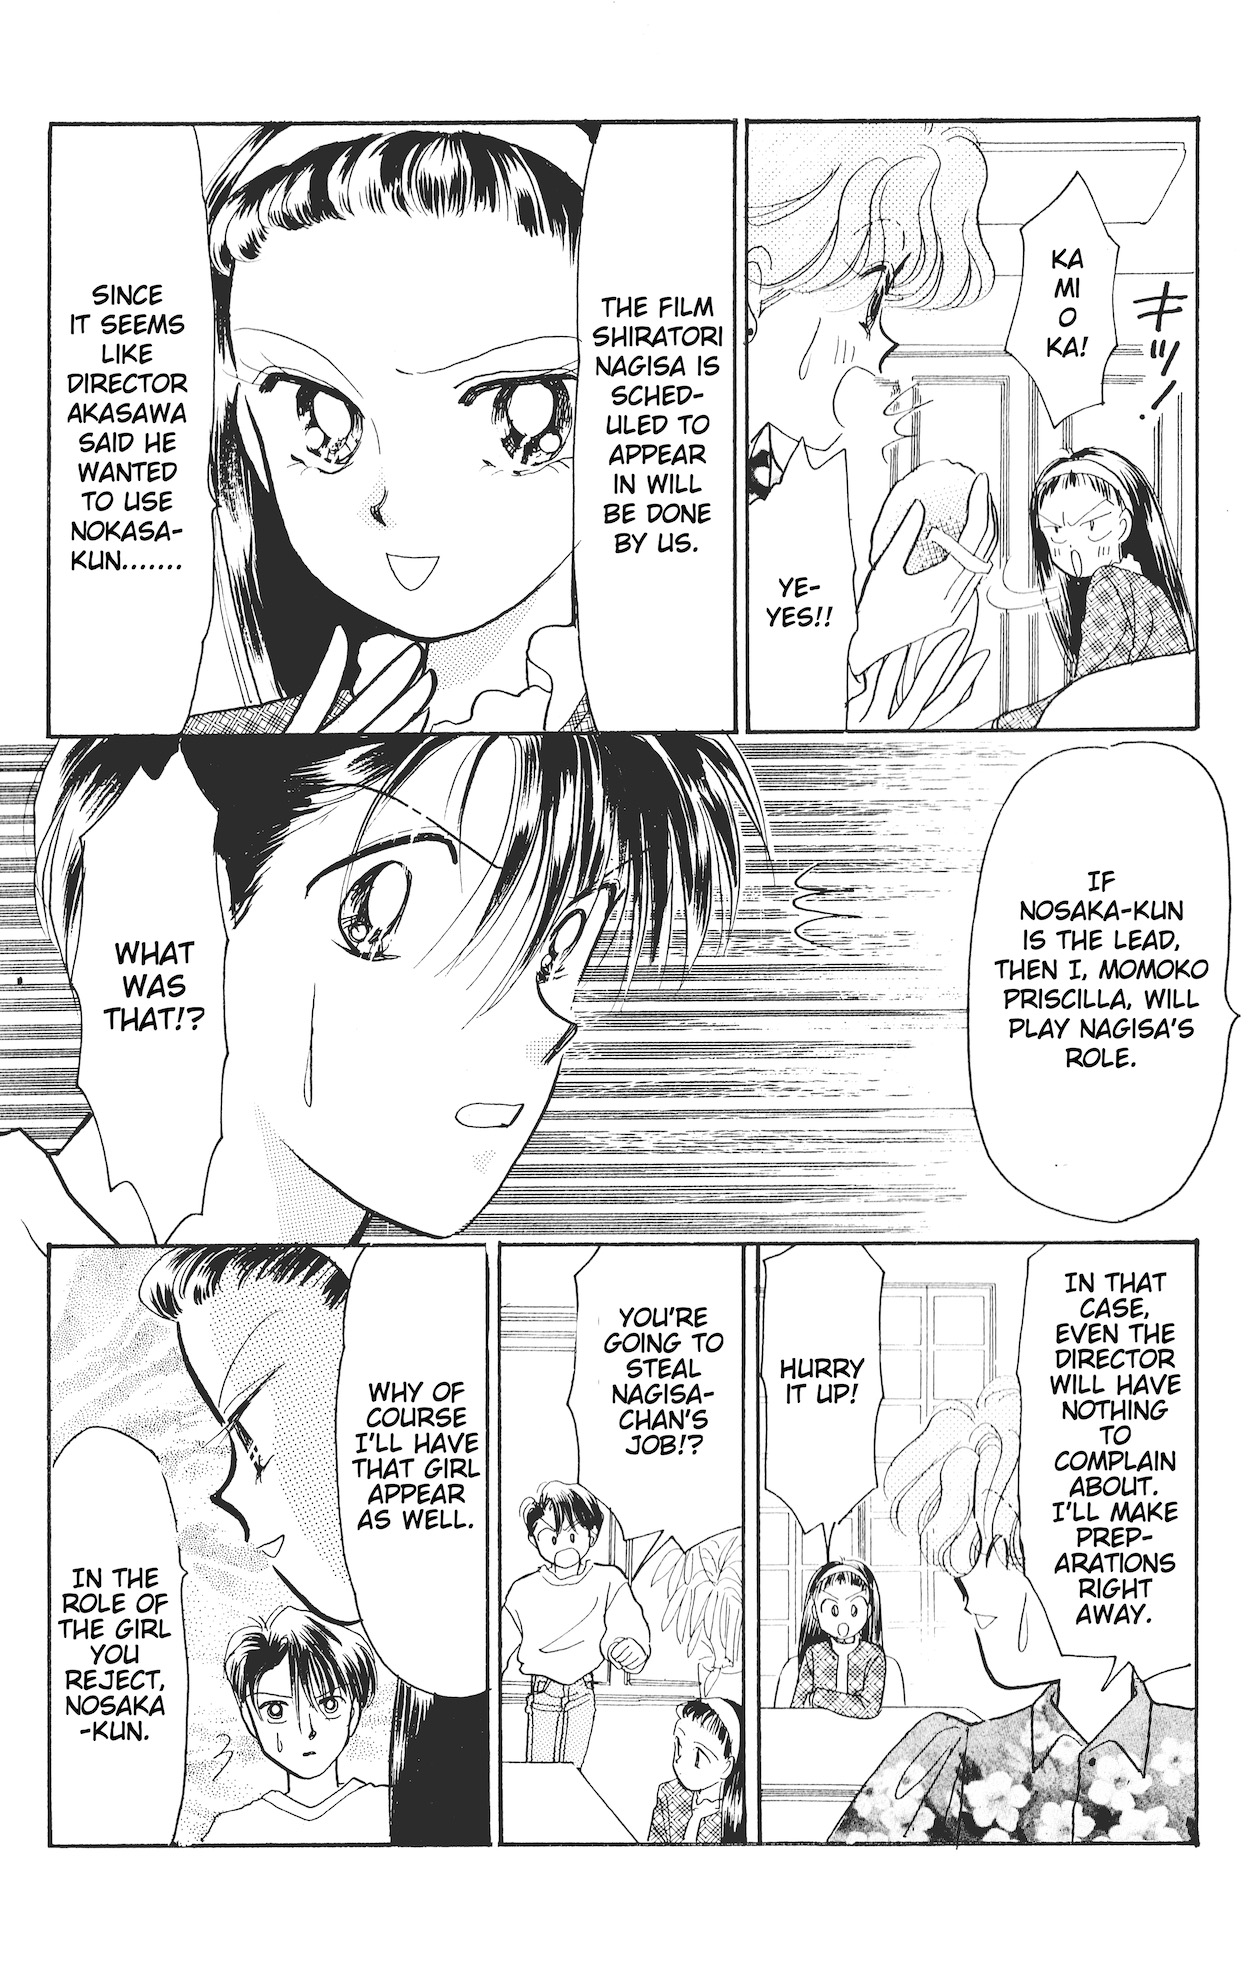 KA
MI
O
KA!
キッ!
YE-
YES!!
THE FILM
SHIRATORI
NAGISA IS
SCHED-
ULED TO
APPEAR
IN WILL
BE DONE
BY US.
SINCE
IT SEEMS
LIKE
DIRECTOR
AKASAWA
SAID HE
WANTED
TO USE
NOKASA-
KUN.......
IF
NOSAKA-KUN
IS THE LEAD,
THEN I, MOMOKO
PRISCILLA, WILL
PLAY NAGISA'S
ROLE.
WHAT
WAS
THAT!?
IN THAT
CASE,
EVEN THE
DIRECTOR
WILL HAVE
NOTHING
TO
COMPLAIN
ABOUT.
I'LL MAKE
PREP-
ARATIONS
RIGHT
AWAY.
HURRY
IT UP!
YOU'RE
GOING TO
STEAL
NAGISA-
CHAN'S
JOB!?
WHY OF
COURSE
I'LL HAVE
THAT GIRL
APPEAR
AS WELL.
IN THE
ROLE OF
THE GIRL
YOU
REJECT,
NOSAKA
-KUN.